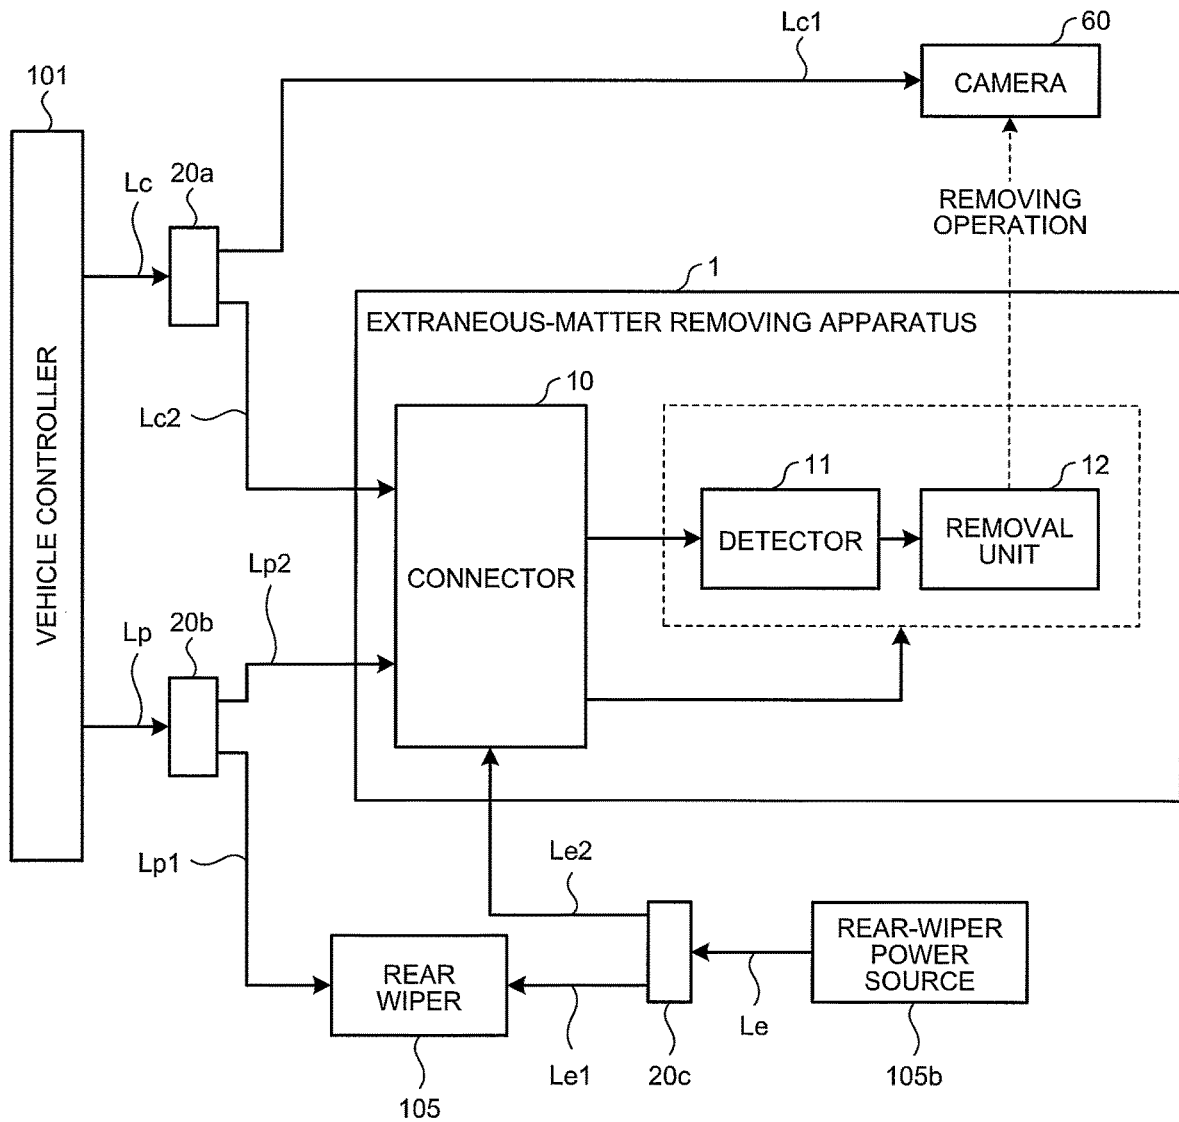 Lc1
60
CAMERA
101
Lc
20a
REMOVING
OPERATION
1
EXTRANEOUS-MATTER REMOVING APPARATUS
VEHICLE CONTROLLER
Lc2
10
CONNECTOR
11
DETECTOR
12
REMOVAL
UNIT
Lp2
Lp
20b
Lp1
Le2
REAR
WIPER
105
Le1
20c
Le
REAR-WIPER
POWER
SOURCE
105b